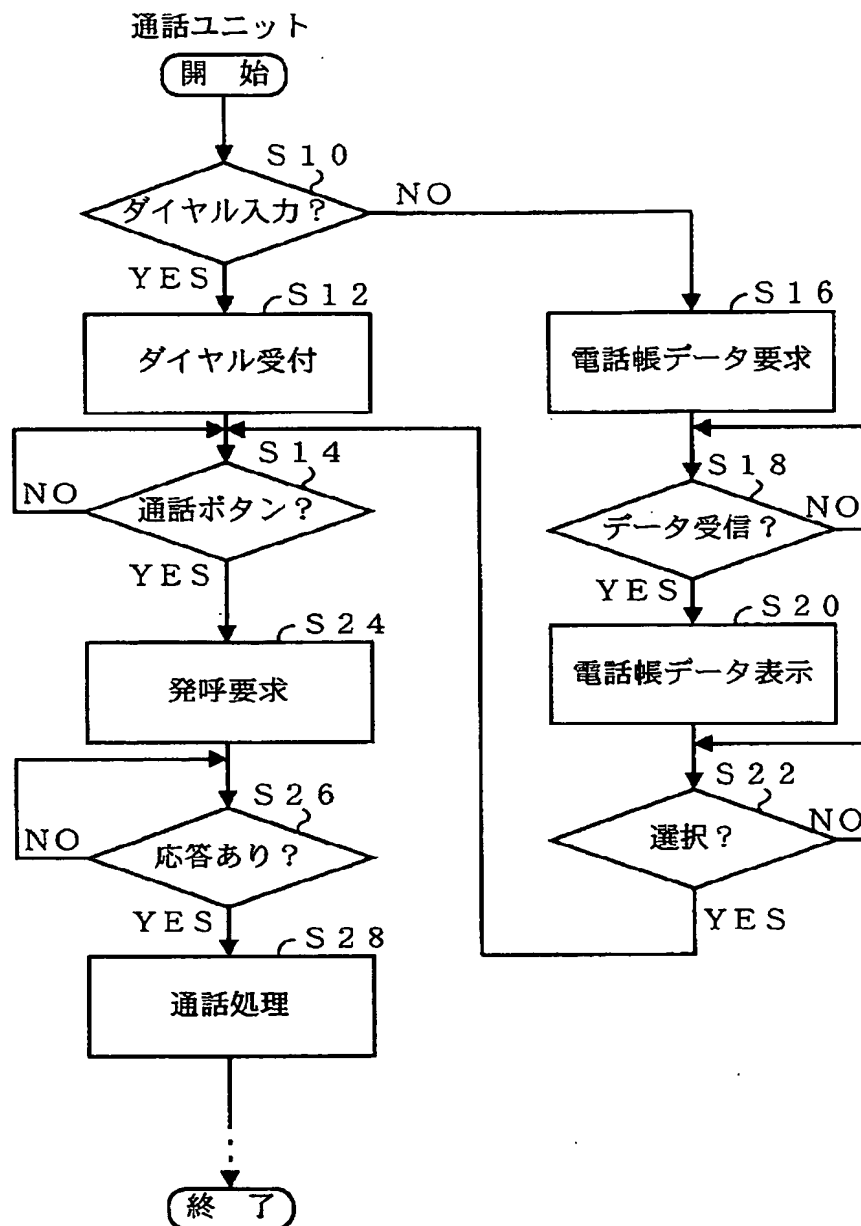 通話ユニット
開 始
S10
ダイヤル入力?
NO
YES
S12
ダイヤル受付
S16
電話帳データ要求
S14
通話ボタン?
NO
YES
S18
データ受信?
NO
YES
S24
発呼要求
S20
電話帳データ表示
S26
応答あり?
NO
YES
S22
選択?
NO
YES
S28
通話処理
終 了